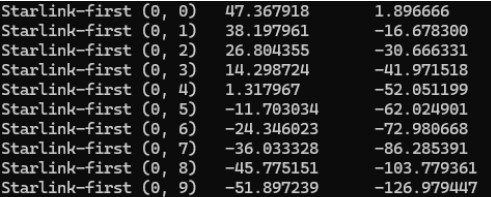 Starlink-first (0, 0) 47.367918 1.896666
Starlink-first (0, 1) 38.197961 -16.678300
Starlink-first (0, 2) 26.804355 -30.666331
Starlink-first (0, 3) 14.298724 -41.971518
Starlink-first (0, 4) 1.317967 -52.051199
Starlink-first (0, 5) -11.703034 -62.024901
Starlink-first (0, 6) -24.346023 -72.980668
Starlink-first (0, 7) -36.033328 -86.285391
Starlink-first (0, 8) -45.775151 -103.779361
Starlink-first (0, 9) -51.897239 -126.979447